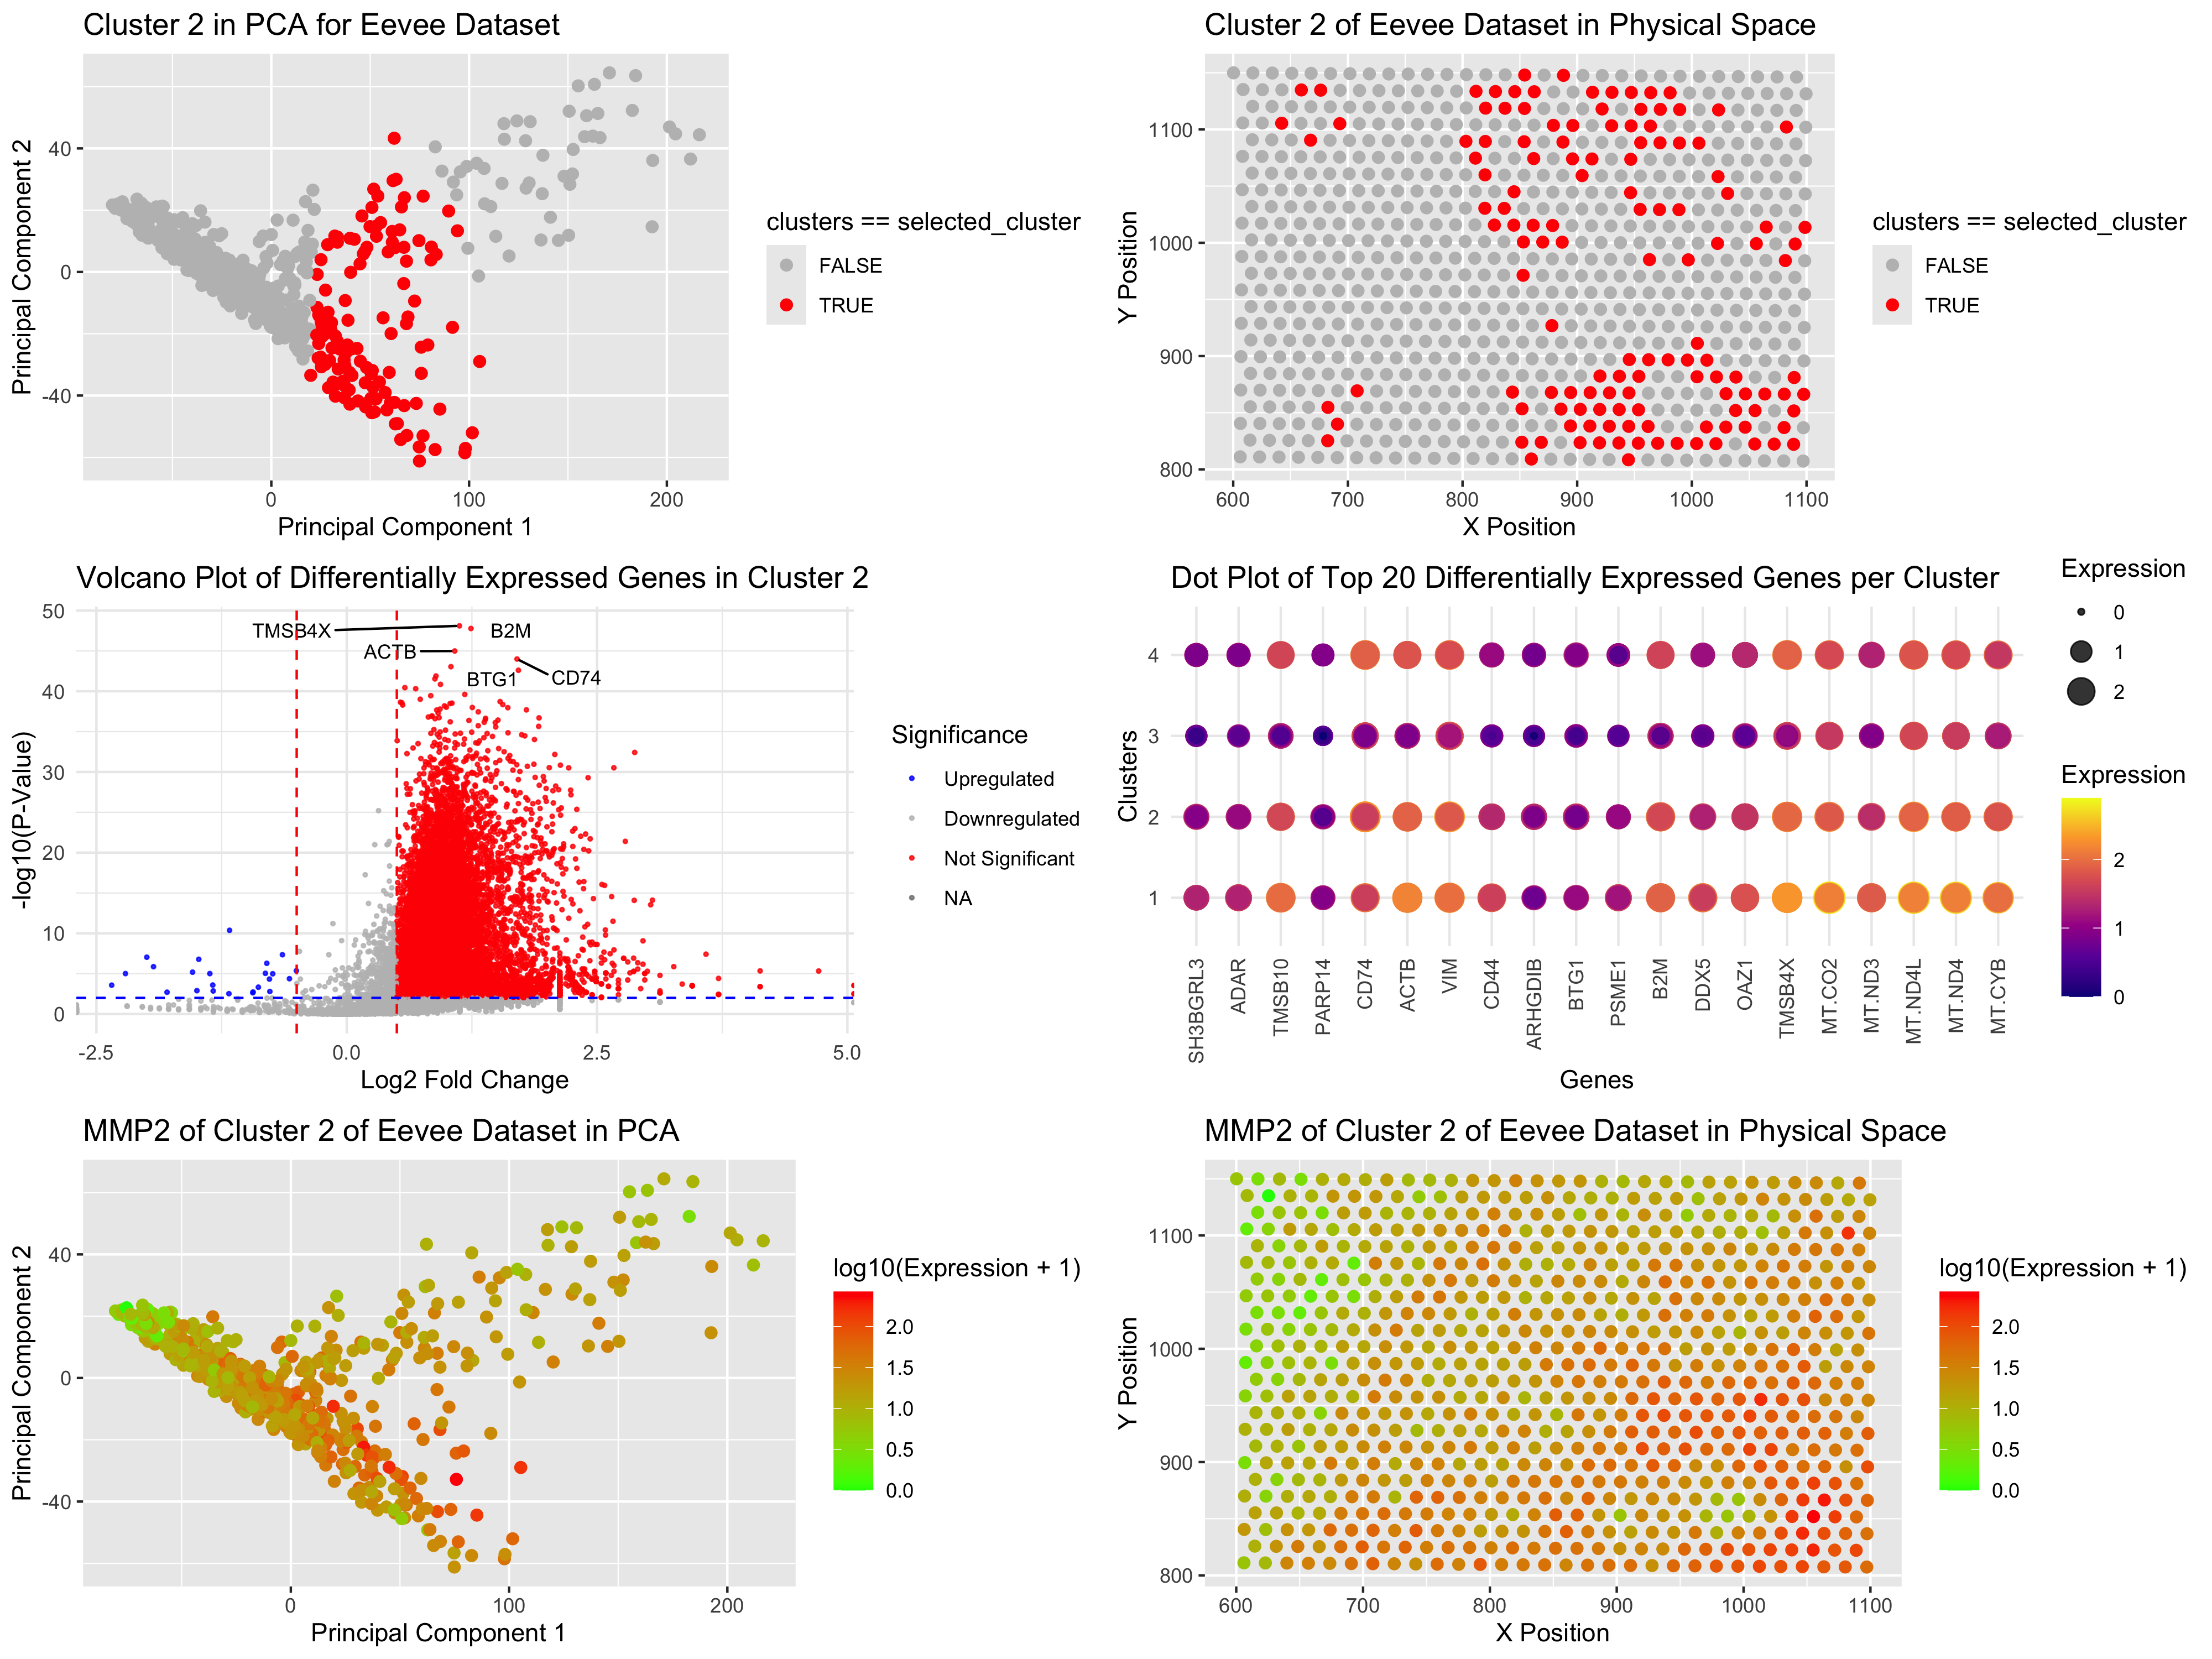 Cluster 2 in PCA for Eevee Dataset
Principal Component 2
40
0
-40
0 100 200
Principal Component 1
clusters == selected_cluster
FALSE
TRUE
Cluster 2 of Eevee Dataset in Physical Space
Y Position
1100
1000
900
800
600 700 800 900 1000 1100
X Position
clusters == selected_cluster
FALSE
TRUE
Volcano Plot of Differentially Expressed Genes in Cluster 2
-log10(P-Value)
50
40
30
20
10
0
TMSB4X
B2M
ACTB
BTG1
CD74
-2.5 0.0 2.5 5.0
Log2 Fold Change
Significance
Upregulated
Downregulated
Not Significant
NA
Dot Plot of Top 20 Differentially Expressed Genes per Cluster
Clusters
4
3
2
1
SH3BGRL3
ADAR
TMSB10
PARP14
CD74
ACTB
VIM
CD44
ARHGDIB
BTG1
PSME1
B2M
DDX5
OAZ1
TMSB4X
MT.CO2
MT.ND3
MT.ND4L
MT.ND4
MT.CYB
Genes
Expression
0
1
2
Expression
2
1
0
MMP2 of Cluster 2 of Eevee Dataset in PCA
Principal Component 2
40
0
-40
0 100 200
Principal Component 1
log10(Expression + 1)
2.0
1.5
1.0
0.5
0.0
MMP2 of Cluster 2 of Eevee Dataset in Physical Space
Y Position
1100
1000
900
800
600 700 800 900 1000 1100
X Position
log10(Expression + 1)
2.0
1.5
1.0
0.5
0.0